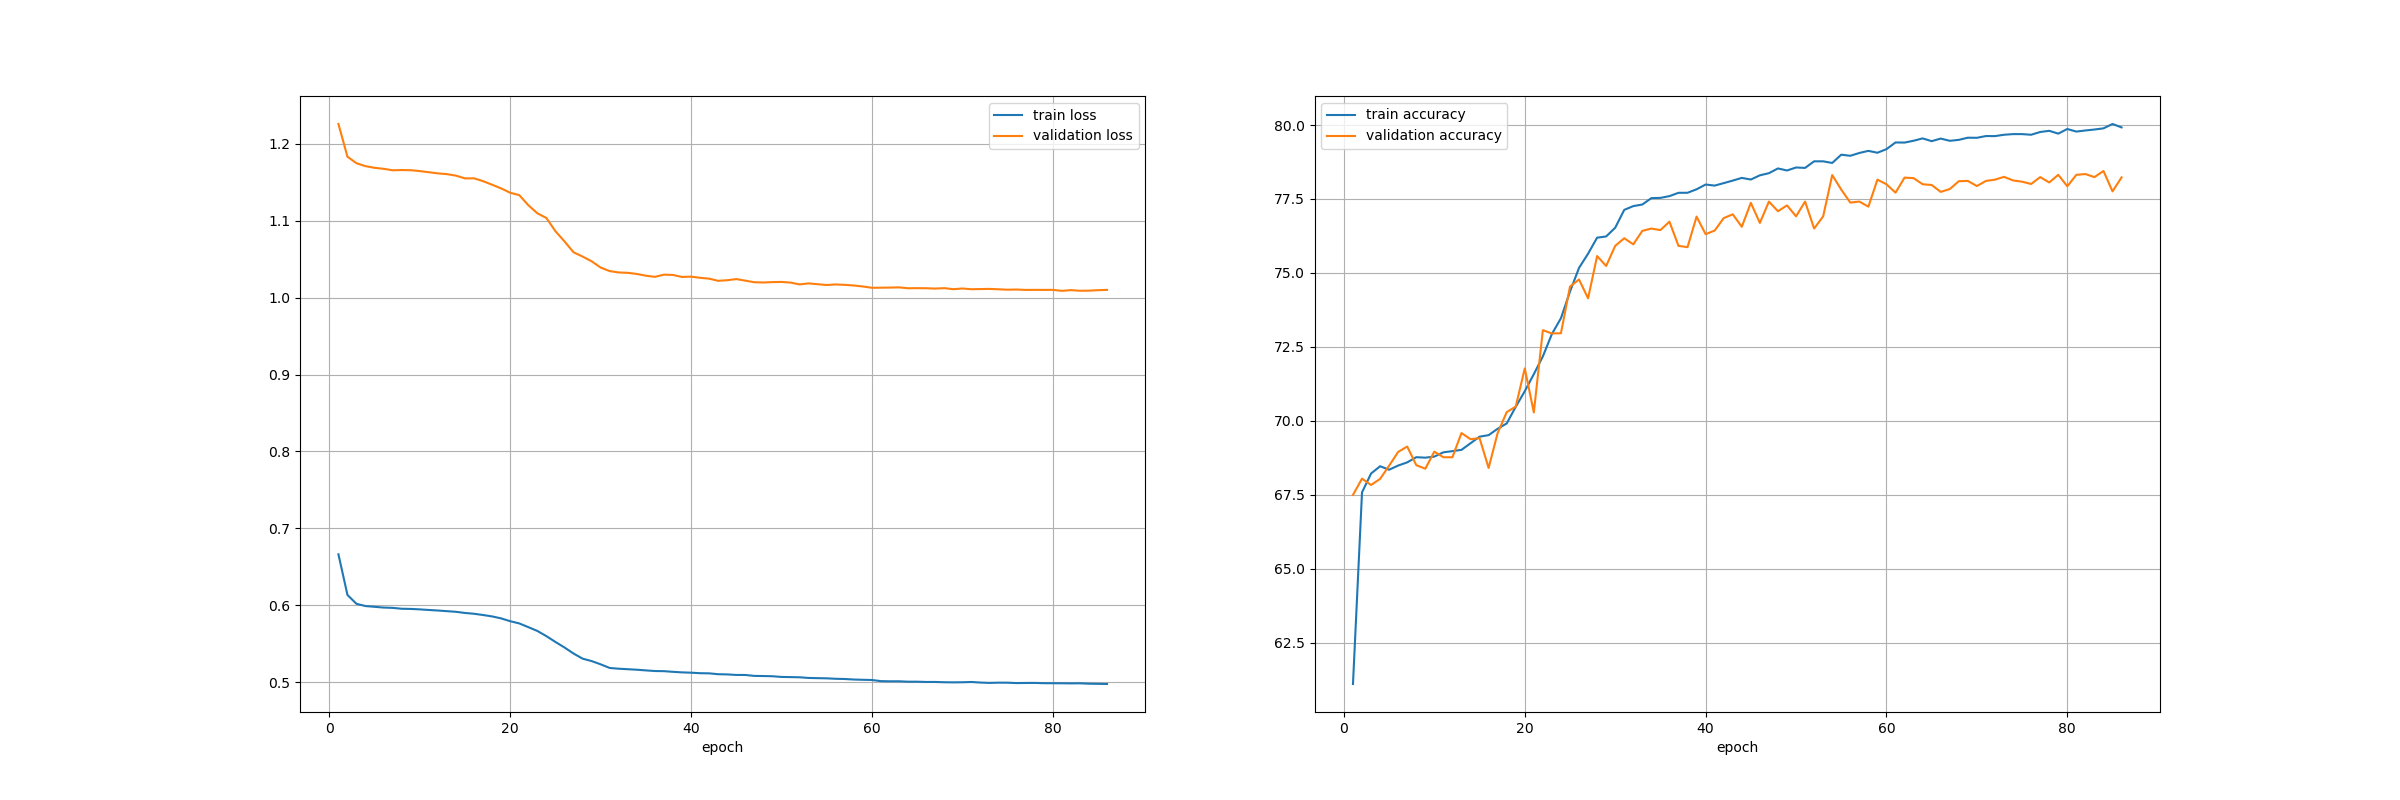 train loss
validation loss
1.2
1.1
1.0
0.9
0.8
0.7
0.6
0.5
0 20 40 60 80
epoch
train accuracy
validation accuracy
80.0
77.5
75.0
72.5
70.0
67.5
65.0
62.5
0 20 40 60 80
epoch